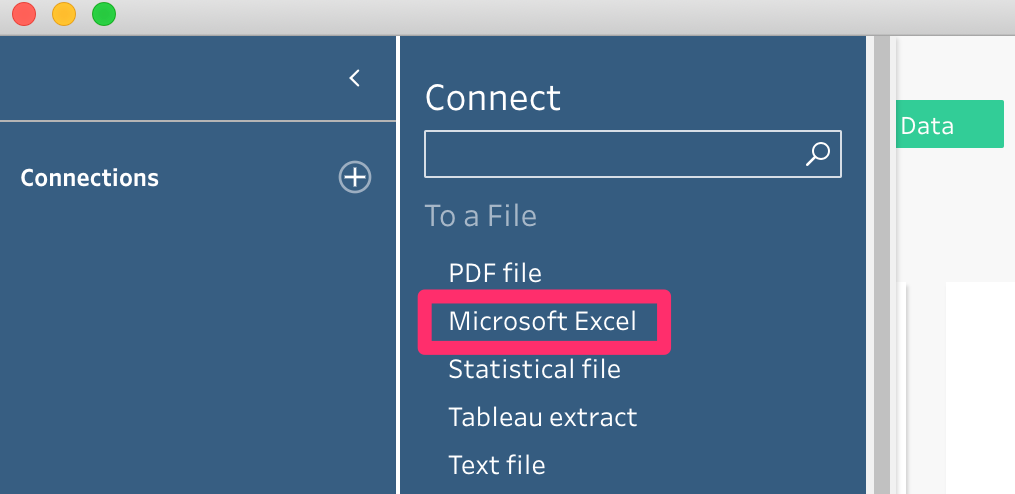 Connections
Connect
To a File
PDF file
Microsoft Excel
Statistical file
Tableau extract
Text file
Data